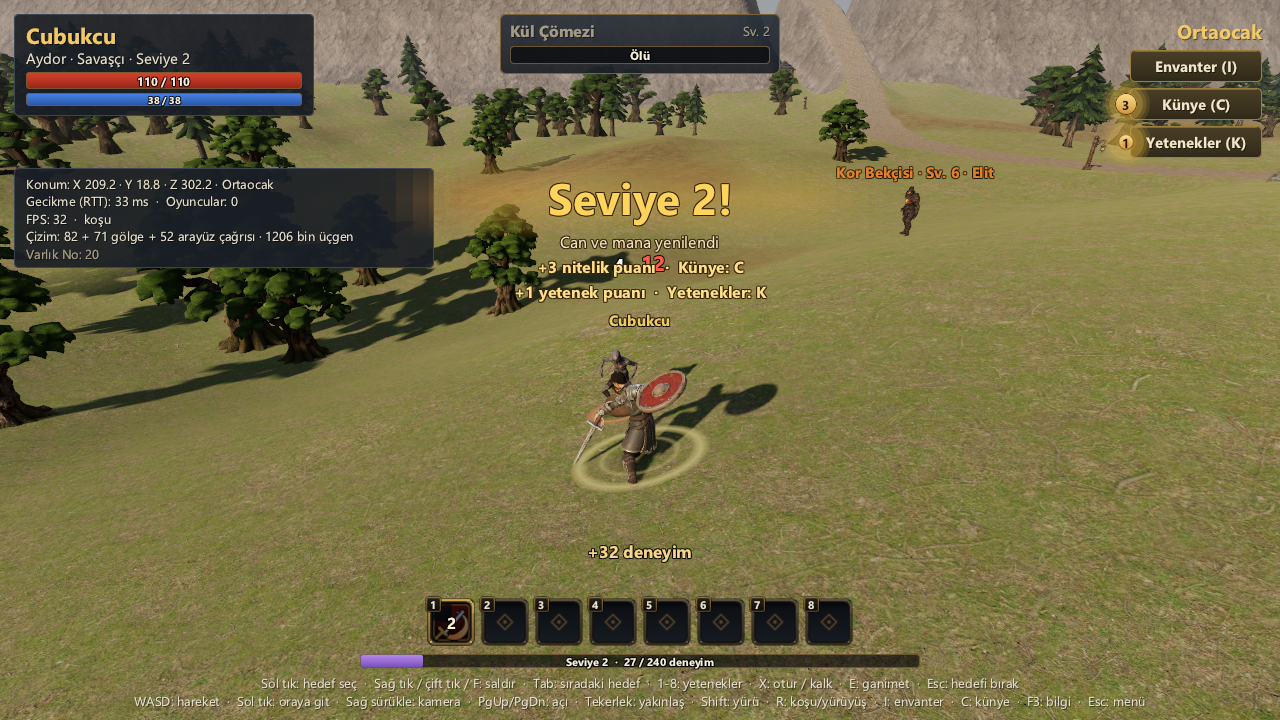 Cubukcu
Aydor · Savaşçı · Seviye 2
110 / 110
38 / 38
Kül Çömezi
Sv. 2
Ölü
Ortaocak
Envanter (I)
3
Künye (C)
1
Yetenekler (K)
Konum: X 209.2 · Y 18.8 · Z 302.2 · Ortaocak
Gecikme (RTT): 33 ms · Oyuncular: 0
FPS: 32 · koşu
Çizim: 82 + 71 gölge + 52 arayüz çağrısı · 1206 bin üçgen
Varlık No: 20
Kor Bekçisi · Sv. 6 · Elit
Seviye 2!
Can ve mana yenilendi
12
+3 nitelik puanı · Künye: C
+1 yetenek puanı · Yetenekler: K
Cubukcu
+32 deneyim
1
2
2
3
4
5
6
7
8
Seviye 2 · 27 / 240 deneyim
Sol tık: hedef seç · Sağ tık / çift tık / F: saldır · Tab: sıradaki hedef · 1-8: yetenekler · X: otur / kalk · E: ganimet · Esc: hedefi bırak
WASD: hareket · Sol tık: oraya git · Sağ sürükle: kamera · PgUp/PgDn: açı · Tekerlek: yakınlaş · Shift: yürü · R: koşu/yürüyüş · I: envanter · C: künye · F3: bilgi · Esc: menü